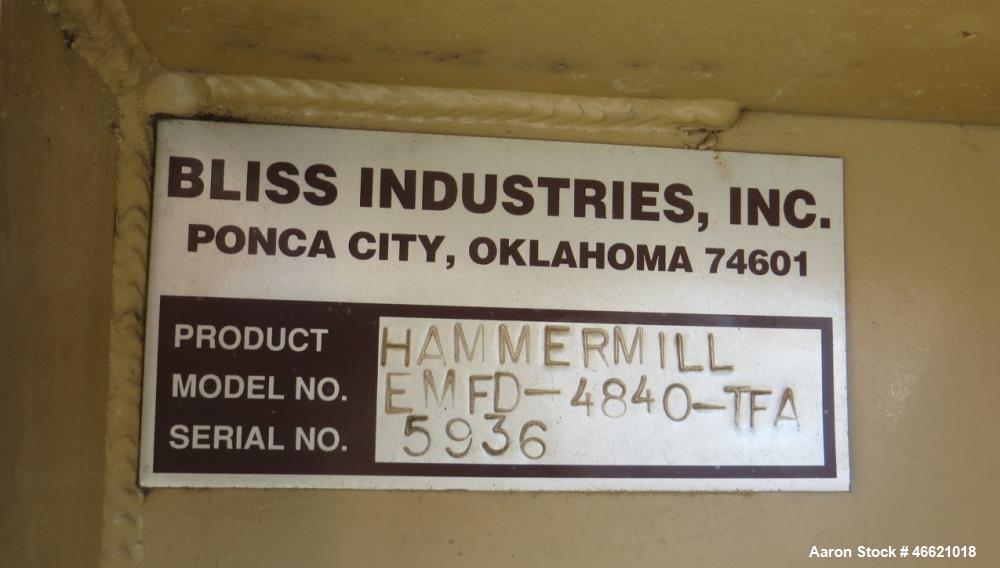 BLISS INDUSTRIES, INC.
PONCA CITY, OKLAHOMA 74601
PRODUCT HAMMERMILL
MODEL NO. EMFD-4840-TFA
SERIAL NO. 5936
Aaron Stock # 46621018